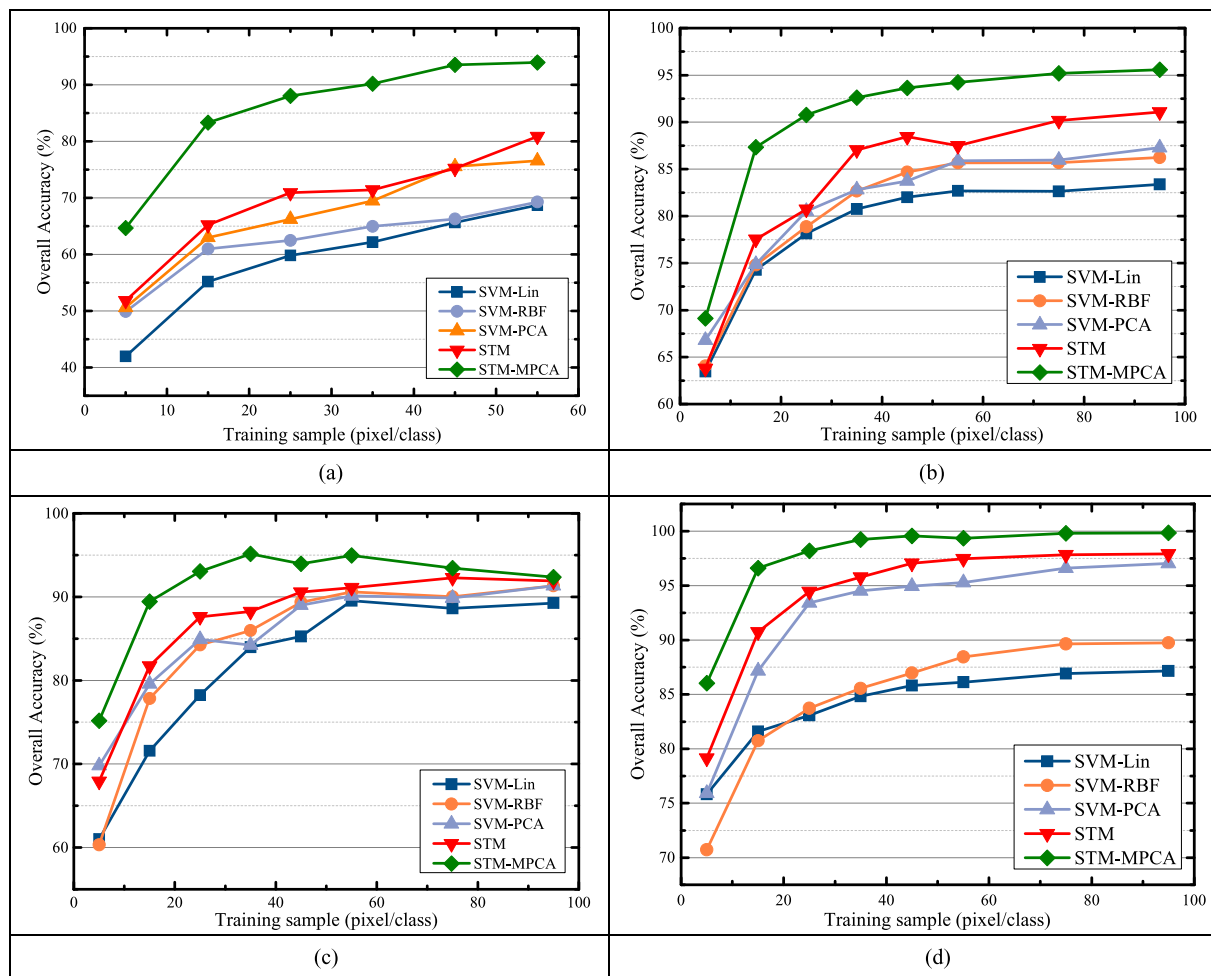 100
90
80
70
60
50
40
Overall Accuracy (%)
0
10
20
30
40
50
60
Training sample (pixel/class)
SVM-Lin
SVM-RBF
SVM-PCA
STM
STM-MPCA
(a)
100
95
90
85
80
75
70
65
60
Overall Accuracy (%)
0
20
40
60
80
100
Training sample (pixel/class)
SVM-Lin
SVM-RBF
SVM-PCA
STM
STM-MPCA
(b)
100
90
80
70
60
Overall Accuracy (%)
0
20
40
60
80
100
Training sample (pixel/class)
SVM-Lin
SVM-RBF
SVM-PCA
STM
STM-MPCA
(c)
100
95
90
85
80
75
70
Overall Accuracy (%)
0
20
40
60
80
100
Training sample (pixel/class)
SVM-Lin
SVM-RBF
SVM-PCA
STM
STM-MPCA
(d)